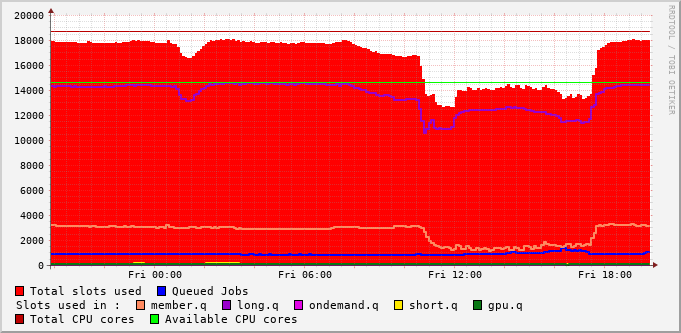 RRDTOOL / TOBI OETIKER
20000
18000
16000
14000
12000
10000
8000
6000
4000
2000
0
Fri 00:00 Fri 06:00 Fri 12:00 Fri 18:00
Total slots used Queued Jobs
Slots used in : member.q long.q ondemand.q short.q gpu.q
Total CPU cores Available CPU cores